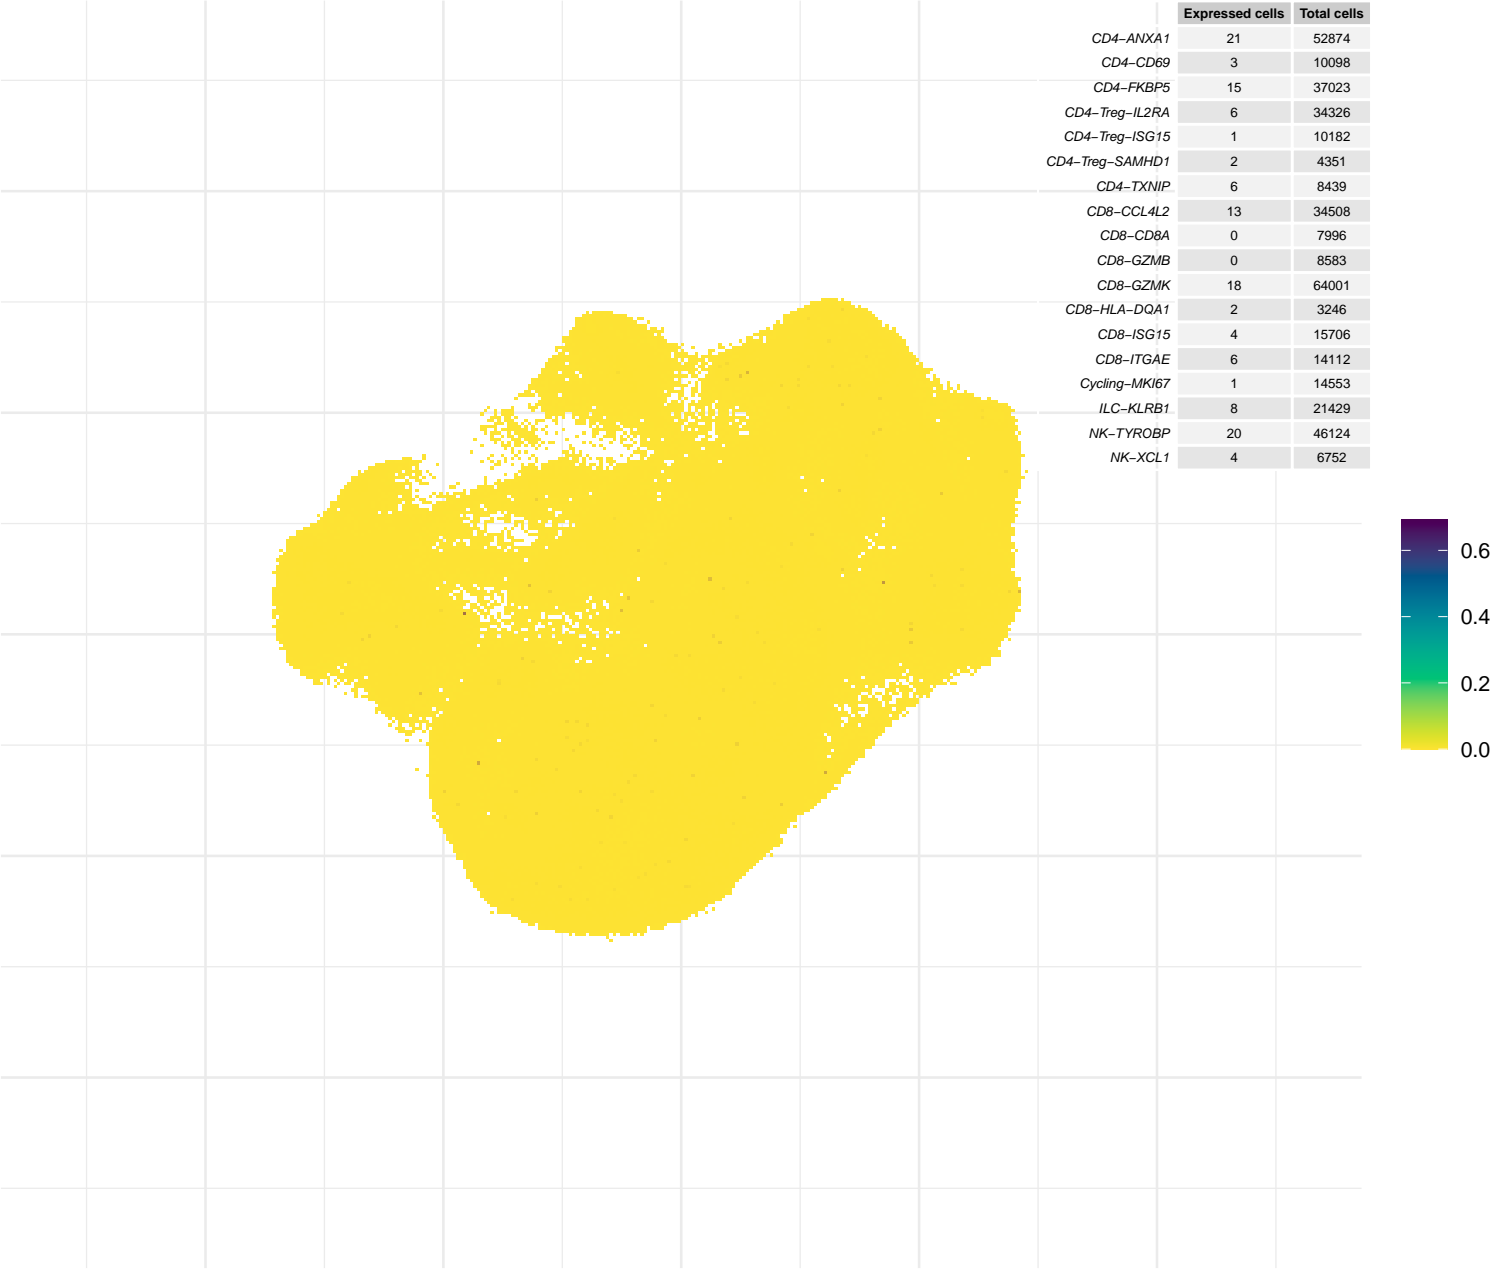 Expressed cells Total cells
CD4−ANXA1 21 52874
CD4−CD69 3 10098
CD4−FKBP5 15 37023
CD4−Treg−IL2RA 6 34326
CD4−Treg−ISG15 1 10182
CD4−Treg−SAMHD1 2 4351
CD4−TXNIP 6 8439
CD8−CCL4L2 13 34508
CD8−CD8A 0 7996
CD8−GZMB 0 8583
CD8−GZMK 18 64001
CD8−HLA−DQA1 2 3246
CD8−ISG15 4 15706
CD8−ITGAE 6 14112
Cycling−MKI67 1 14553
ILC−KLRB1 8 21429
NK−TYROBP 20 46124
NK−XCL1 4 6752
0.6
0.4
0.2
0.0